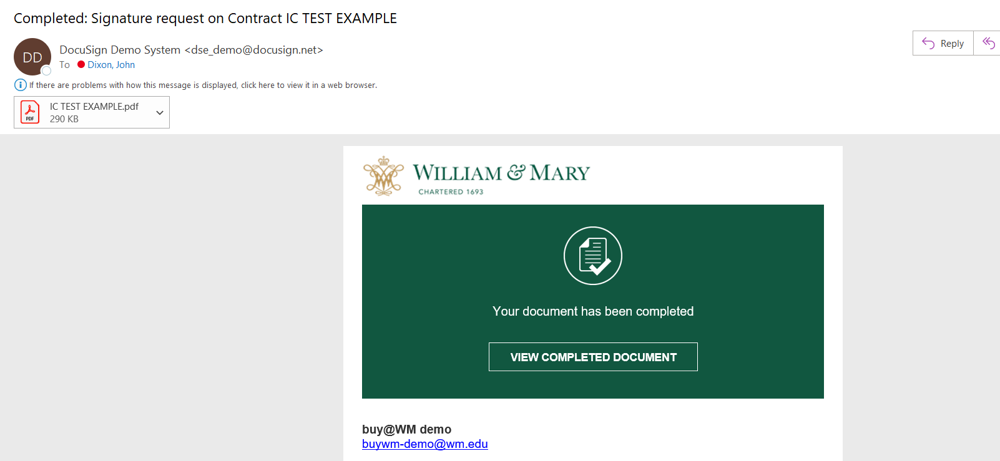 Completed: Signature request on Contract IC TEST EXAMPLE
DD
DocuSign Demo System <dse_demo@docusign.net>
To Dixon, John
Reply
If there are problems with how this message is displayed, click here to view it in a web browser.
PDF
IC TEST EXAMPLE.pdf
290 KB
WILLIAM & MARY
CHARTERED 1693
Your document has been completed
VIEW COMPLETED DOCUMENT
buy@WM demo
buywm-demo@wm.edu